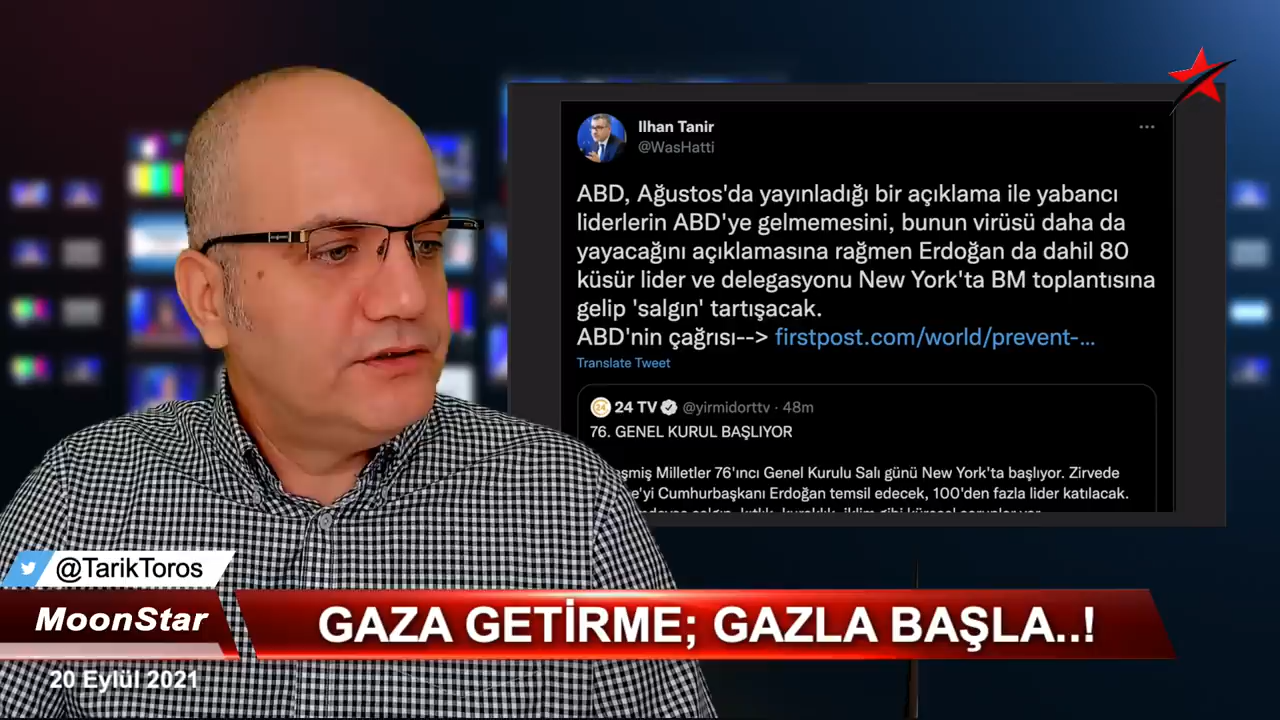 Ilhan Tanir
@WasHatti
ABD, Ağustos'da yayınladığı bir açıklama ile yabancı
liderlerin ABD'ye gelmemesini, bunun virüsü daha da
yayacağını açıklamasına rağmen Erdoğan da dahil 80
küsür lider ve delegasyonu New York'ta BM toplantısına
gelip 'salgın' tartışacak.
ABD'nin çağrısı--> firstpost.com/world/prevent-...
Translate Tweet
24 TV @yirmidorttv · 48m
76. GENEL KURUL BAŞLIYOR
Milletler 76'ıncı Genel Kurulu Salı günü New York'ta başlıyor. Zirvede
Cumhurbaşkanı Erdoğan temsil edecek, 100'den fazla lider katılacak.
@TarikToros
MoonStar
GAZA GETİRME; GAZLA BAŞLA..!
20 Eylül 2021